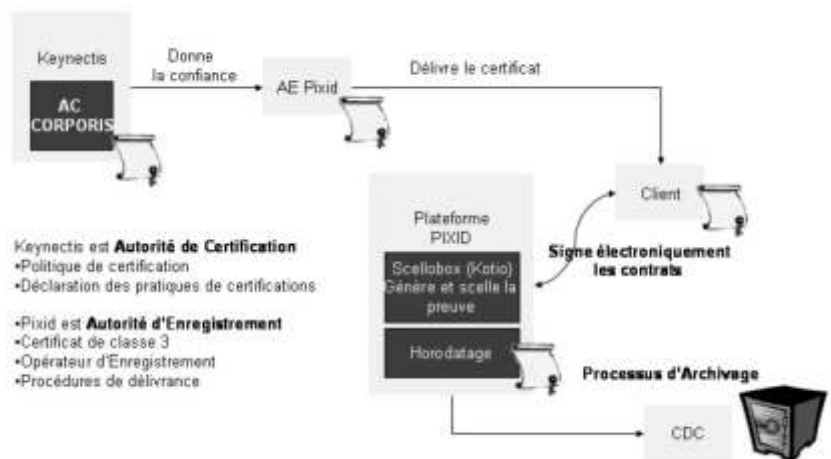 Keynectis
AC
CORPORIS
Donne
la confiance
AE Pixid
Délivre le certificat
Client
Plateforme
PIXID
Scellobox (Kotio)
Génère et scelle la
preuve
Horodatage
Signe électroniquement
les contrats
Keynectis est Autorité de Certification
•Politique de certification
•Déclaration des pratiques de certifications
•Pixid est Autorité d'Enregistrement
•Certificat de classe 3
•Opérateur d'Enregistrement
•Procédures de délivrance
Processus d'Archivage
CDC